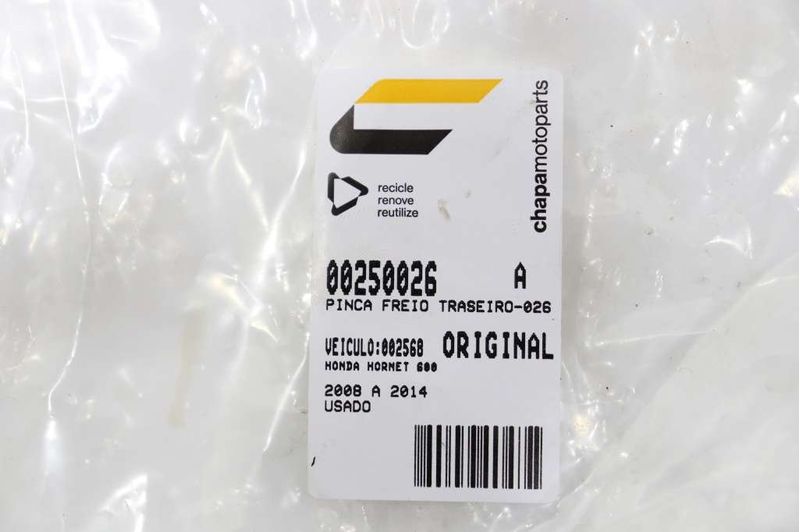 chapamotoparts
recicle
renove
reutilize
00250026 A
PINCA FREIO TRASEIRO-026
VEICULO:002568 ORIGINAL
HONDA HORNET 600
2008 A 2014
USADO